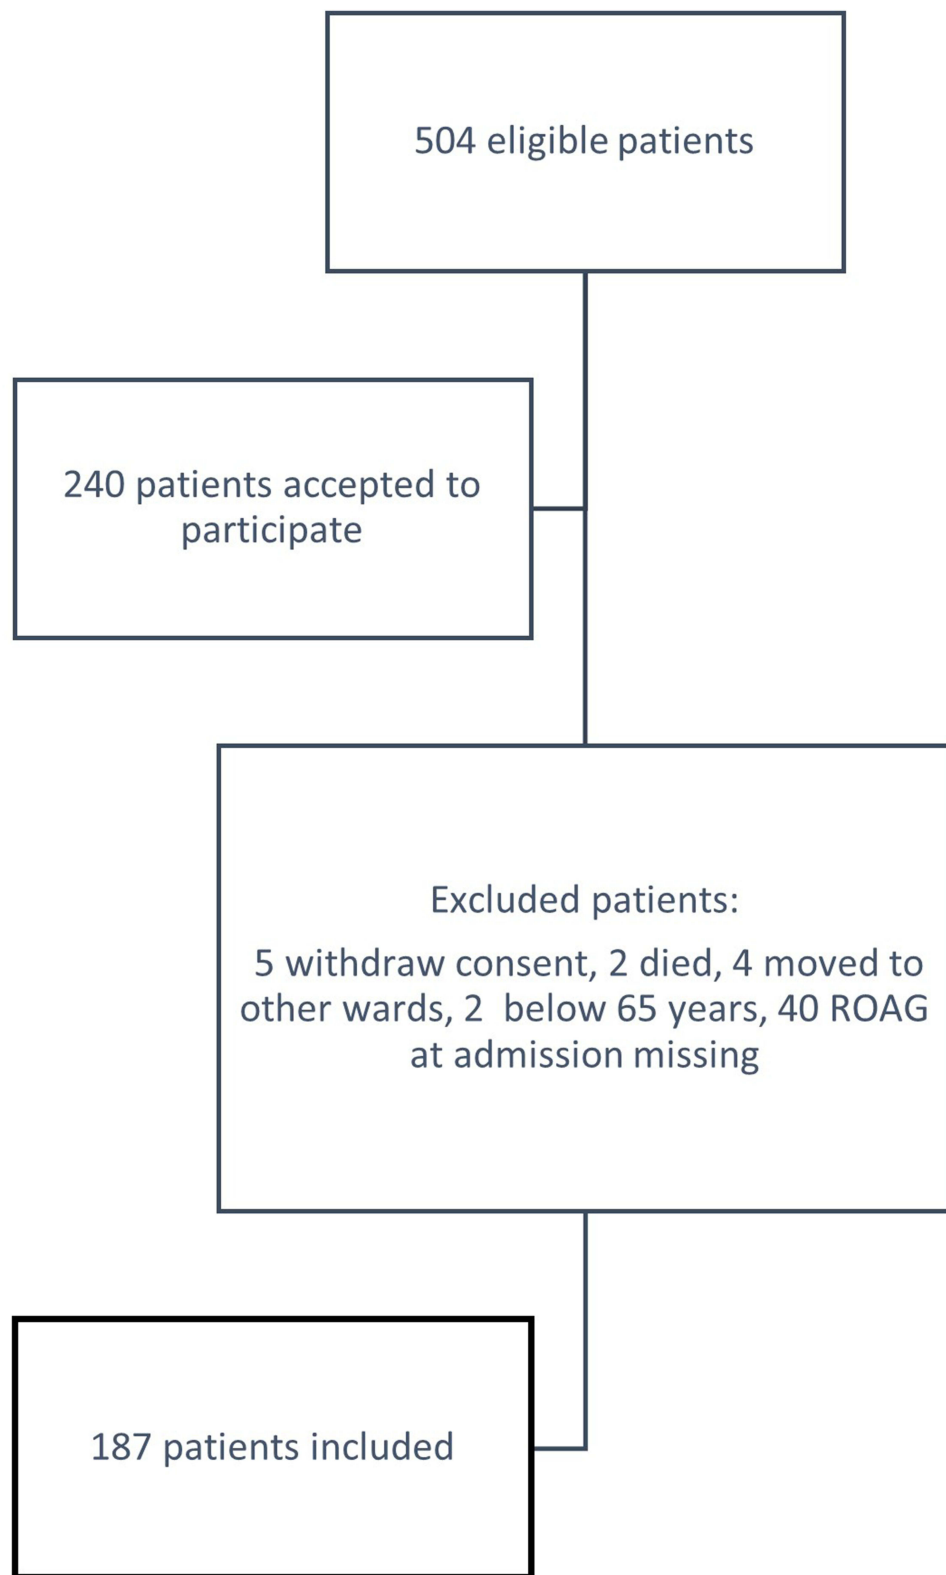 504 eligible patients
240 patients accepted to
participate
Excluded patients:
5 withdraw consent, 2 died, 4 moved to
other wards, 2  below 65 years, 40 ROAG
at admission missing
187 patients included